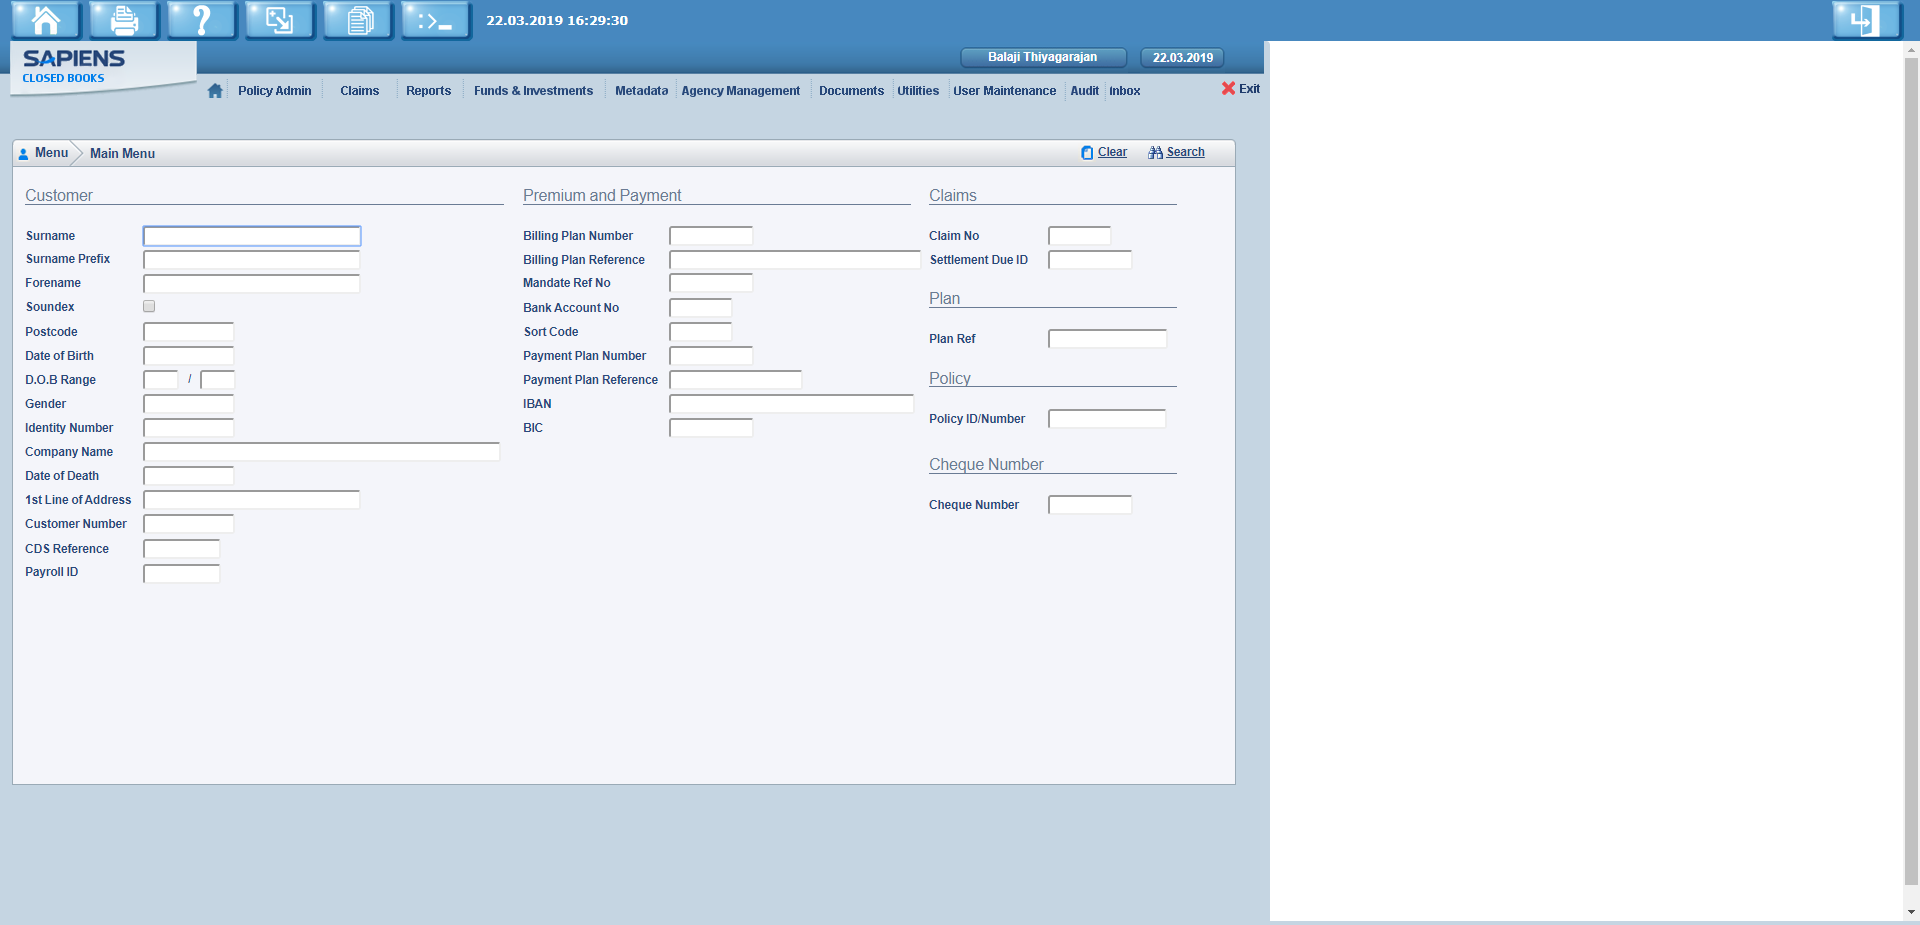 22.03.2019 16:29:30
SAPIENS
CLOSED BOOKS
Balaji Thiyagarajan
22.03.2019
Policy Admin
Claims
Reports
Funds & Investments
Metadata
Agency Management
Documents
Utilities
User Maintenance
Audit
Inbox
Exit
Menu
Main Menu
Clear
Search
Customer
Surname
Surname Prefix
Forename
Soundex
Postcode
Date of Birth
D.O.B Range
/
Gender
Identity Number
Company Name
Date of Death
1st Line of Address
Customer Number
CDS Reference
Payroll ID
Premium and Payment
Billing Plan Number
Billing Plan Reference
Mandate Ref No
Bank Account No
Sort Code
Payment Plan Number
Payment Plan Reference
IBAN
BIC
Claims
Claim No
Settlement Due ID
Plan
Plan Ref
Policy
Policy ID/Number
Cheque Number
Cheque Number